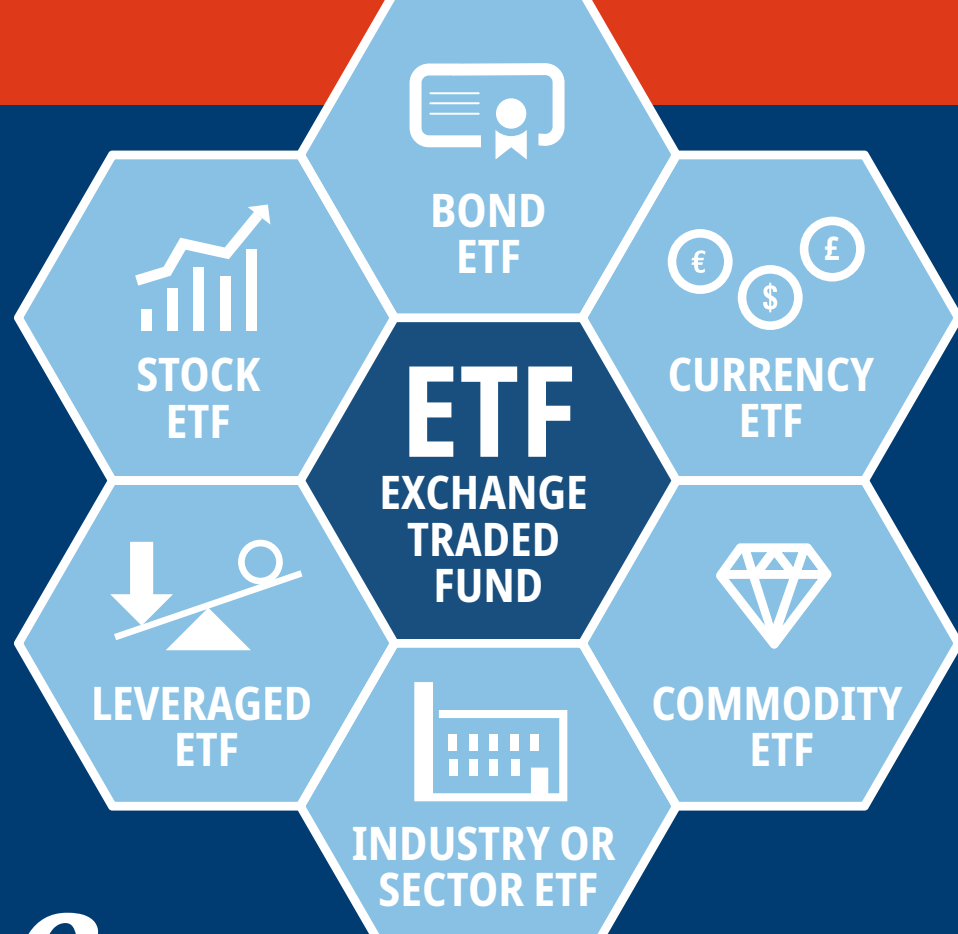 BOND
ETF
STOCK
ETF
€
$
£
CURRENCY
ETF
ETF
EXCHANGE
TRADED
FUND
LEVERAGED
ETF
COMMODITY
ETF
INDUSTRY OR
SECTOR ETF